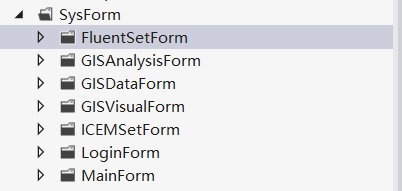 SysForm
FluentSetForm
GISAnalysisForm
GISDataForm
GISVisualForm
ICEMSetForm
LoginForm
MainForm